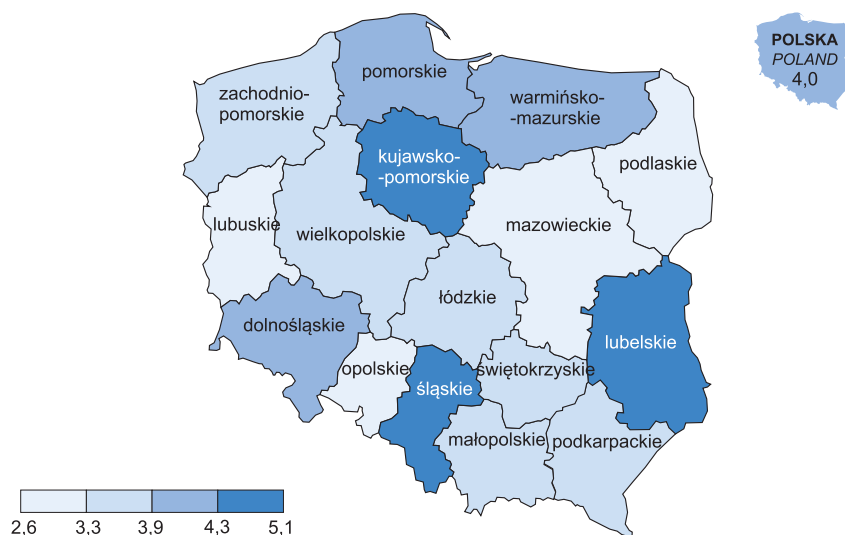 POLSKA
POLAND
4,0
pomorskie
zachodnio-
pomorskie
warmińsko-
-mazurskie
kujawsko-
-pomorskie
podlaskie
lubuskie
wielkopolskie
mazowieckie
łódzkie
dolnośląskie
lubelskie
opolskie
świętokrzyskie
śląskie
małopolskie
podkarpackie
2,6
3,3
3,9
4,3
5,1